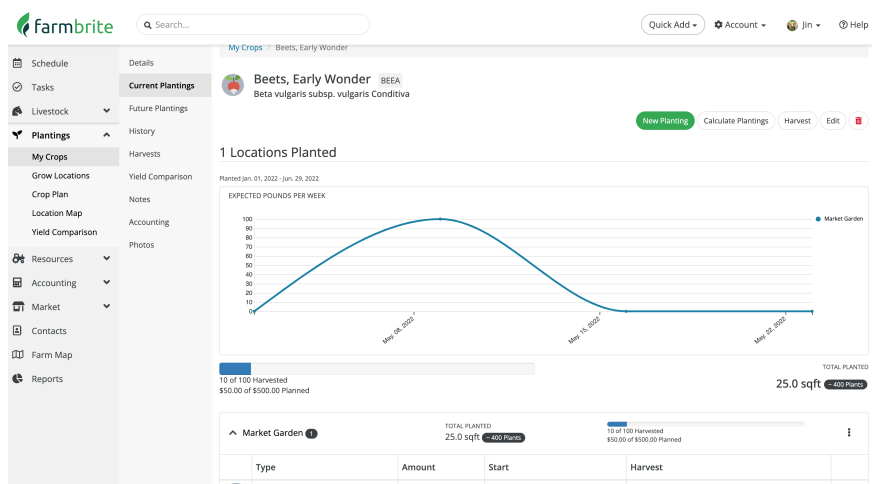 farmbrite
Search...
Quick Add
Account
Jin
Help
Schedule
Tasks
Livestock
Plantings
My Crops
Grow Locations
Crop Plan
Location Map
Yield Comparison
Resources
Accounting
Market
Contacts
Farm Map
Reports
Details
Current Plantings
Future Plantings
History
Harvests
Yield Comparison
Notes
Accounting
Photos
My Crops / Beets, Early Wonder
Beets, Early Wonder BEEA
Beta vulgaris subsp. vulgaris Conditiva
New Planting Calculate Plantings Harvest Edit
1 Locations Planted
Planted Jan. 01, 2022 - Jun. 29, 2022
EXPECTED POUNDS PER WEEK
100
90
80
70
60
50
40
30
20
10
0
May. 08, 2022
May. 15, 2022
May. 22, 2022
Market Garden
10 of 100 Harvested
$50.00 of $500.00 Planned
TOTAL PLANTED
25.0 sqft ~ 400 Plants
Market Garden 1
TOTAL PLANTED
25.0 sqft ~ 400 Plants
10 of 100 Harvested
$50.00 of $500.00 Planned
Type Amount Start Harvest